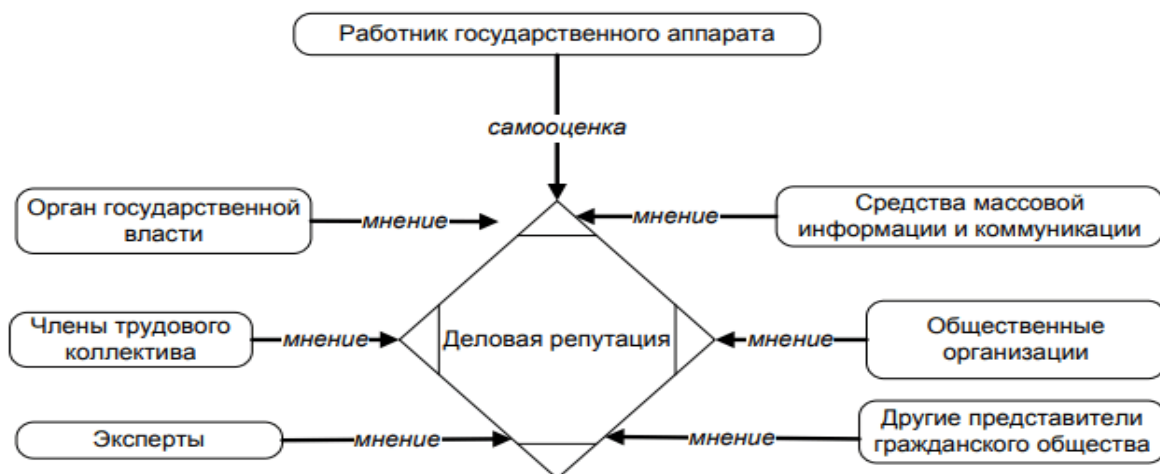 Работник государственного аппарата
самооценка
Орган государственной
власти
мнение
мнение
Средства массовой
информации и коммуникации
Члены трудового
коллектива
мнение
Деловая репутация
мнение
Общественные
организации
Эксперты
мнение
мнение
Другие представители
гражданского общества